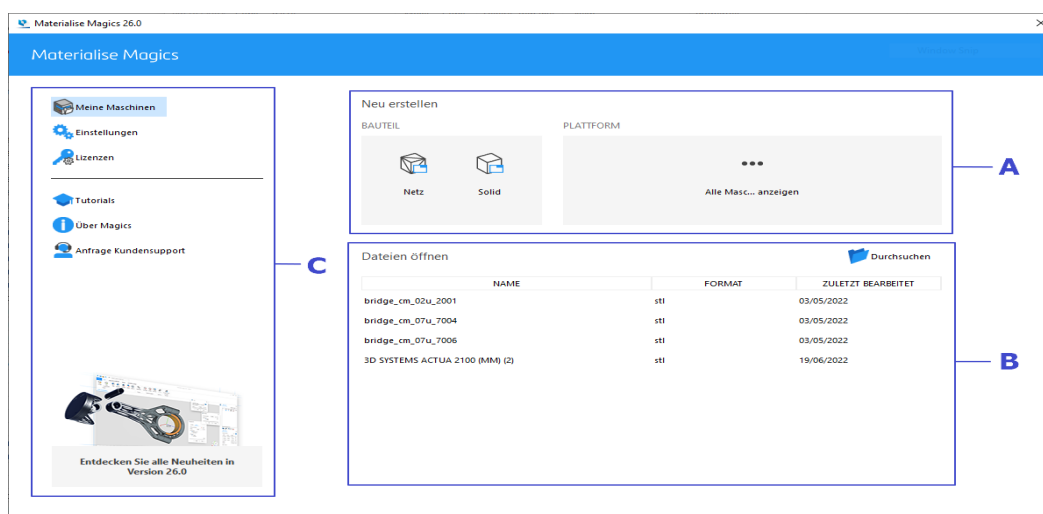 Materialise Magics 26.0
Materialise Magics
Meine Maschinen
Einstellungen
Lizenzen
Tutorials
Über Magics
Anfrage Kundensupport
Entdecken Sie alle Neuheiten in
Version 26.0
C
Neu erstellen
BAUTEIL PLATTFORM
Netz Solid Alle Masc... anzeigen
A
Dateien öffnen Durchsuchen
NAME FORMAT ZULETZT BEARBEITET
bridge_cm_02u_2001 stl 03/05/2022
bridge_cm_07u_7004 stl 03/05/2022
bridge_cm_07u_7006 stl 03/05/2022
3D SYSTEMS ACTUA 2100 (MM) (2) stl 19/06/2022
B